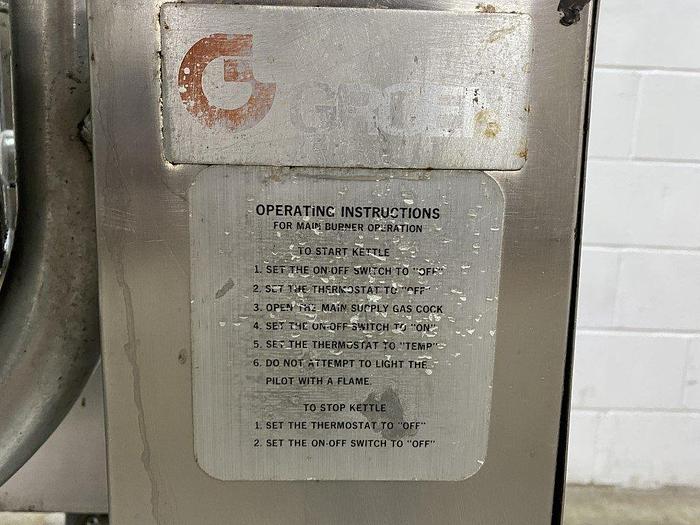 GROEN
OPERATING INSTRUCTIONS
FOR MAIN BURNER OPERATION
TO START KETTLE
1. SET THE ON-OFF SWITCH TO "OFF"
2. SET THE THERMOSTAT TO "OFF"
3. OPEN THE MAIN SUPPLY GAS COCK
4. SET THE ON-OFF SWITCH TO "ON"
5. SET THE THERMOSTAT TO "TEMP"
6. DO NOT ATTEMPT TO LIGHT THE
PILOT WITH A FLAME.
TO STOP KETTLE
1. SET THE THERMOSTAT TO "OFF"
2. SET THE ON-OFF SWITCH TO "OFF"